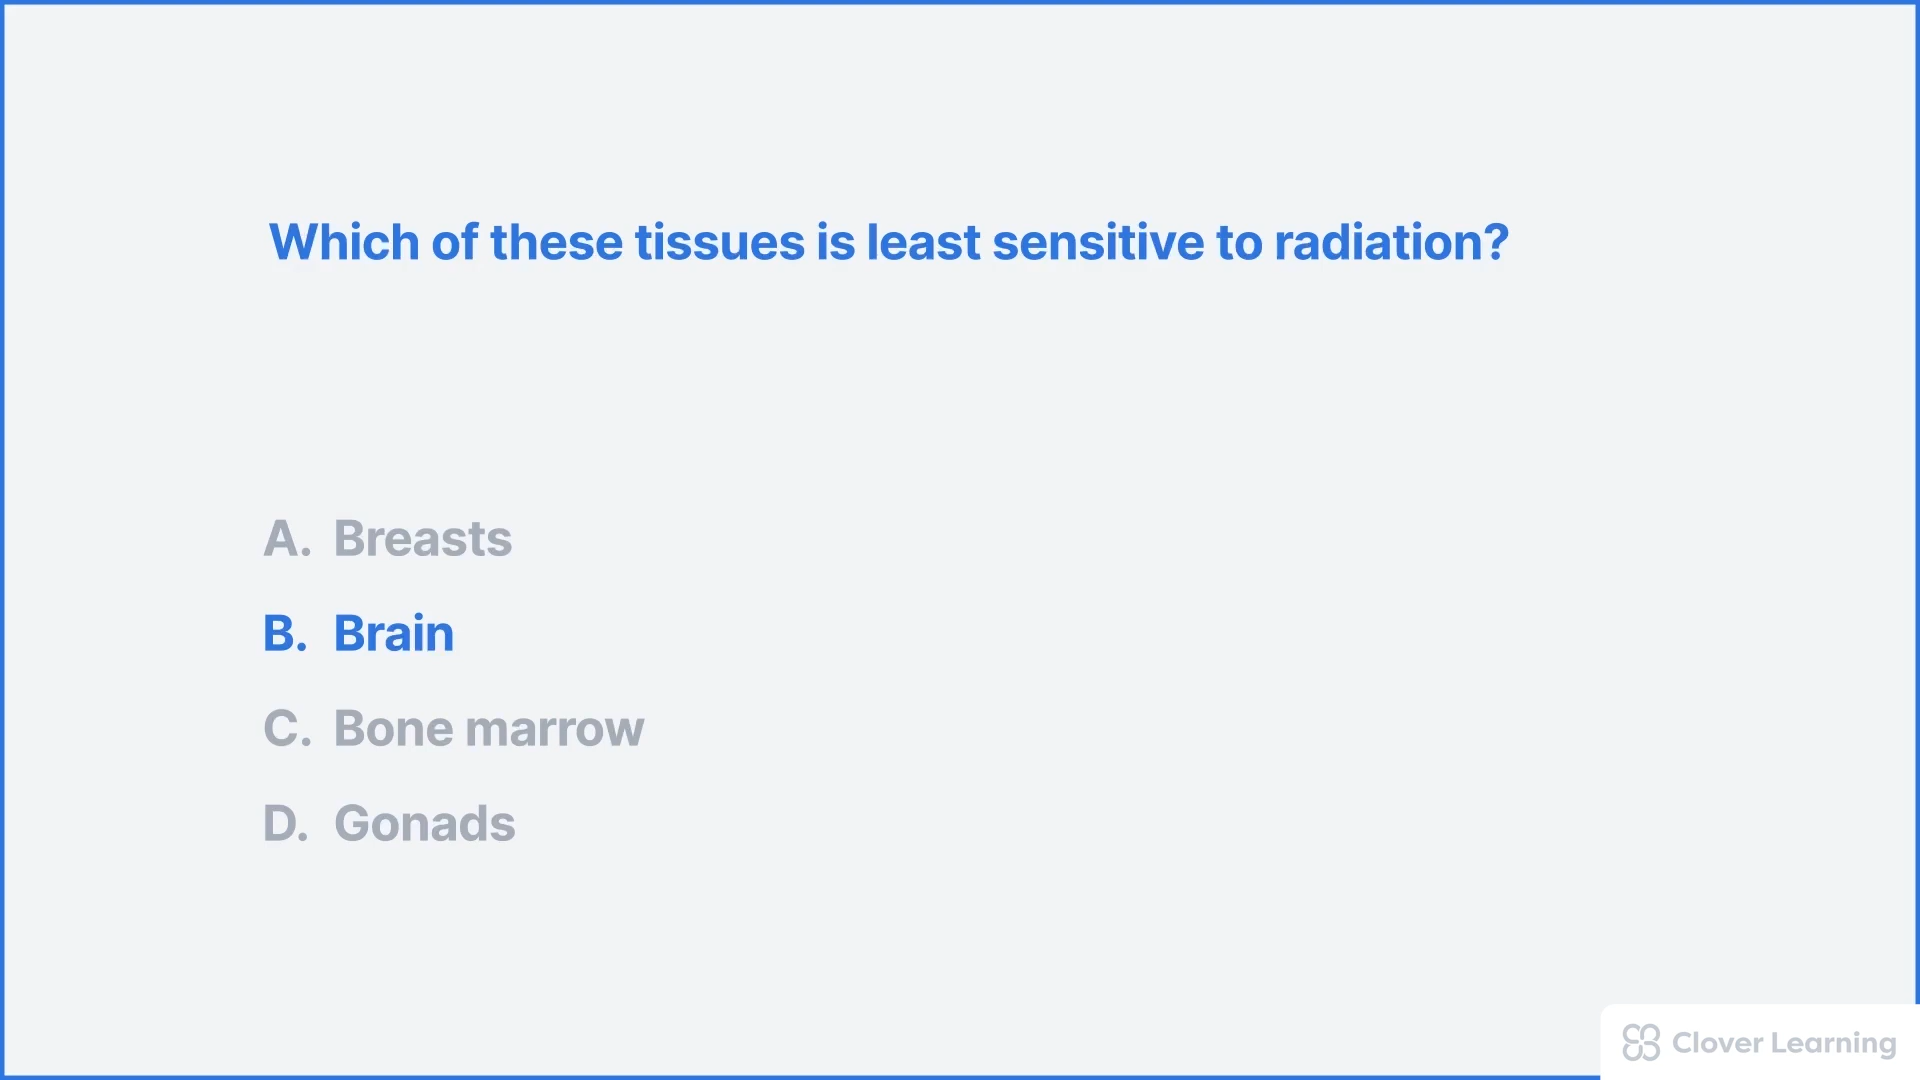 Which of these tissues is least sensitive to radiation?
A. Breasts
B. Brain
C. Bone marrow
D. Gonads
Clover Learning